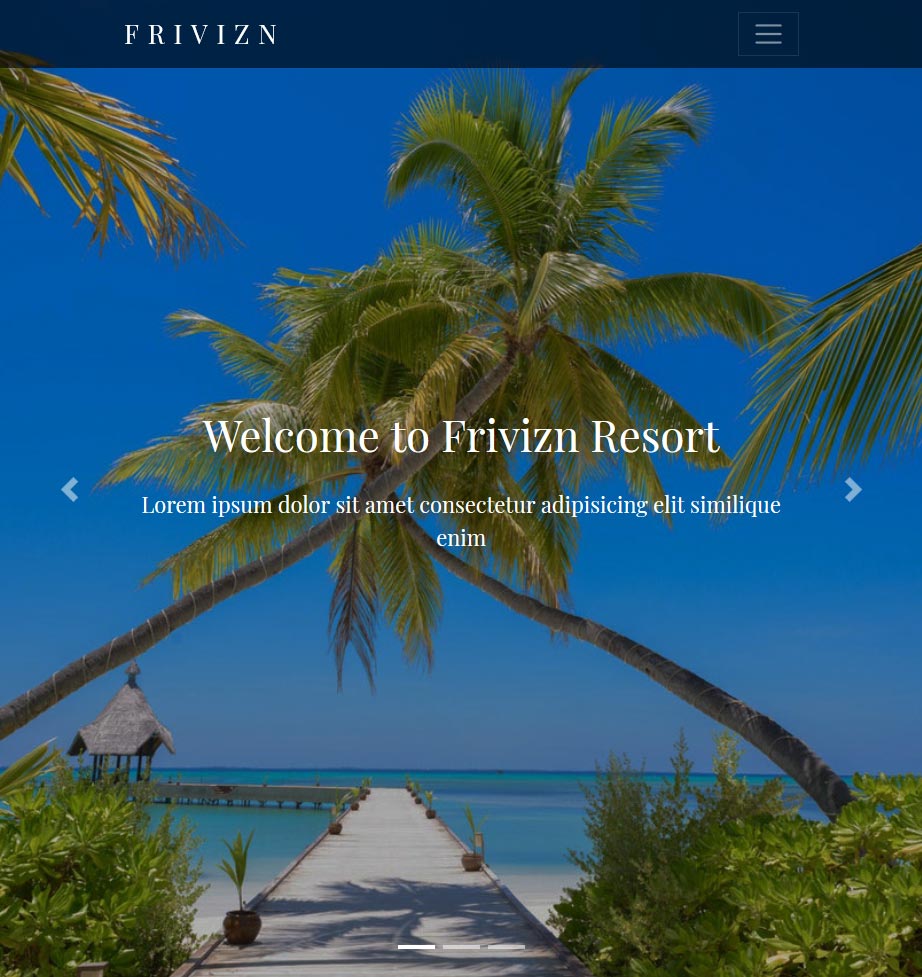 FRIVIZN
Welcome to Frivizn Resort
Lorem ipsum dolor sit amet consectetur adipisicing elit similique
enim